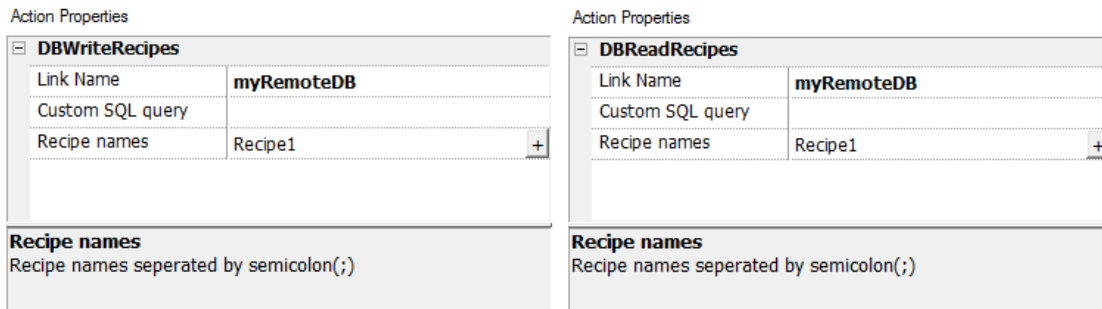 Action Properties
DBWriteRecipes
Link Name myRemoteDB
Custom SQL query
Recipe names Recipe1 +
Recipe names
Recipe names seperated by semicolon(;)
Action Properties
DBReadRecipes
Link Name myRemoteDB
Custom SQL query
Recipe names Recipe1 +
Recipe names
Recipe names seperated by semicolon(;)